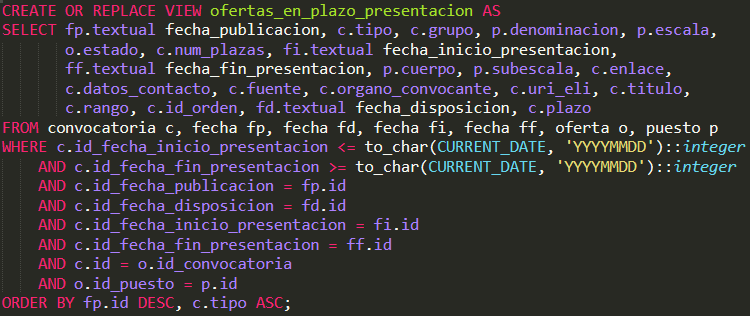 CREATE OR REPLACE VIEW ofertas_en_plazo_presentacion AS
SELECT fp.textual fecha_publicacion, c.tipo, c.grupo, p.denominacion, p.escala,
o.estado, c.num_plazas, fi.textual fecha_inicio_presentacion,
ff.textual fecha_fin_presentacion, p.cuerpo, p.subescala, c.enlace,
c.datos_contacto, c.fuente, c.organo_convocante, c.uri_eli, c.titulo,
c.rango, c.id_orden, fd.textual fecha_disposicion, c.plazo
FROM convocatoria c, fecha fp, fecha fd, fecha fi, fecha ff, oferta o, puesto p
WHERE c.id_fecha_inicio_presentacion <= to_char(CURRENT_DATE, 'YYYYMMDD')::integer
AND c.id_fecha_fin_presentacion >= to_char(CURRENT_DATE, 'YYYYMMDD')::integer
AND c.id_fecha_publicacion = fp.id
AND c.id_fecha_disposicion = fd.id
AND c.id_fecha_inicio_presentacion = fi.id
AND c.id_fecha_fin_presentacion = ff.id
AND c.id = o.id_convocatoria
AND o.id_puesto = p.id
ORDER BY fp.id DESC, c.tipo ASC;